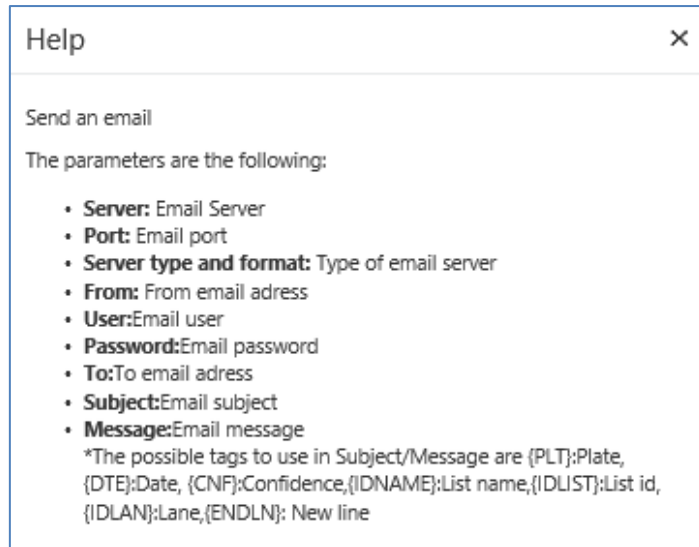 Help ×
Send an email
The parameters are the following:
• Server: Email Server
• Port: Email port
• Server type and format: Type of email server
• From: From email adress
• User:Email user
• Password:Email password
• To:To email adress
• Subject:Email subject
• Message:Email message
*The possible tags to use in Subject/Message are {PLT}:Plate,
{DTE}:Date, {CNF}:Confidence,{IDNAME}:List name,{IDLIST}:List id,
{IDLAN}:Lane,{ENDLN}: New line